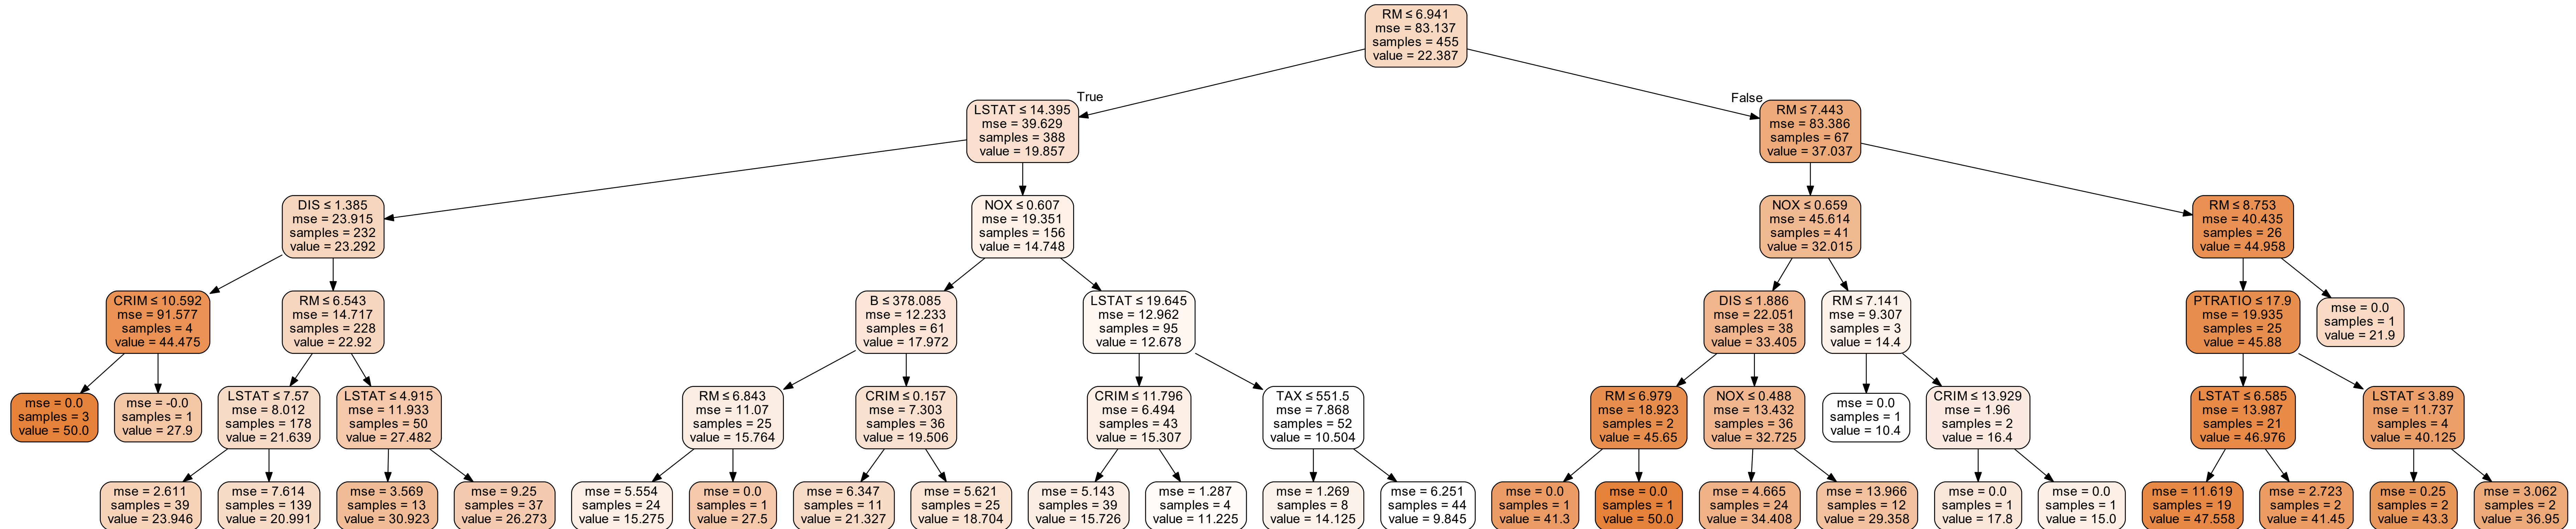 RM ≤ 6.941
mse = 83.137
samples = 455
value = 22.387
True
False
LSTAT ≤ 14.395
mse = 39.629
samples = 388
value = 19.857
RM ≤ 7.443
mse = 83.386
samples = 67
value = 37.037
DIS ≤ 1.385
mse = 23.915
samples = 232
value = 23.292
NOX ≤ 0.607
mse = 19.351
samples = 156
value = 14.748
NOX ≤ 0.659
mse = 45.614
samples = 41
value = 32.015
RM ≤ 8.753
mse = 40.435
samples = 26
value = 44.958
CRIM ≤ 10.592
mse = 91.577
samples = 4
value = 44.475
RM ≤ 6.543
mse = 14.717
samples = 228
value = 22.92
B ≤ 378.085
mse = 12.233
samples = 61
value = 17.972
LSTAT ≤ 19.645
mse = 12.962
samples = 95
value = 12.678
DIS ≤ 1.886
mse = 22.051
samples = 38
value = 33.405
RM ≤ 7.141
mse = 9.307
samples = 3
value = 14.4
PTRATIO ≤ 17.9
mse = 19.935
samples = 25
value = 45.88
mse = 0.0
samples = 1
value = 21.9
mse = 0.0
samples = 3
value = 50.0
mse = -0.0
samples = 1
value = 27.9
LSTAT ≤ 7.57
mse = 8.012
samples = 178
value = 21.639
LSTAT ≤ 4.915
mse = 11.933
samples = 50
value = 27.482
RM ≤ 6.843
mse = 11.07
samples = 25
value = 15.764
CRIM ≤ 0.157
mse = 7.303
samples = 36
value = 19.506
CRIM ≤ 11.796
mse = 6.494
samples = 43
value = 15.307
TAX ≤ 551.5
mse = 7.868
samples = 52
value = 10.504
RM ≤ 6.979
mse = 18.923
samples = 2
value = 45.65
NOX ≤ 0.488
mse = 13.432
samples = 36
value = 32.725
mse = 0.0
samples = 1
value = 10.4
CRIM ≤ 13.929
mse = 1.96
samples = 2
value = 16.4
LSTAT ≤ 6.585
mse = 13.987
samples = 21
value = 46.976
LSTAT ≤ 3.89
mse = 11.737
samples = 4
value = 40.125
mse = 2.611
samples = 39
value = 23.946
mse = 7.614
samples = 139
value = 20.991
mse = 3.569
samples = 13
value = 30.923
mse = 9.25
samples = 37
value = 26.273
mse = 5.554
samples = 24
value = 15.275
mse = 0.0
samples = 1
value = 27.5
mse = 6.347
samples = 11
value = 21.327
mse = 5.621
samples = 25
value = 18.704
mse = 5.143
samples = 39
value = 15.726
mse = 1.287
samples = 4
value = 11.225
mse = 1.269
samples = 8
value = 14.125
mse = 6.251
samples = 44
value = 9.845
mse = 0.0
samples = 1
value = 41.3
mse = 0.0
samples = 1
value = 50.0
mse = 4.665
samples = 24
value = 34.408
mse = 13.966
samples = 12
value = 29.358
mse = 0.0
samples = 1
value = 17.8
mse = 0.0
samples = 1
value = 15.0
mse = 11.619
samples = 19
value = 47.558
mse = 2.723
samples = 2
value = 41.45
mse = 0.25
samples = 2
value = 43.3
mse = 3.062
samples = 2
value = 36.95